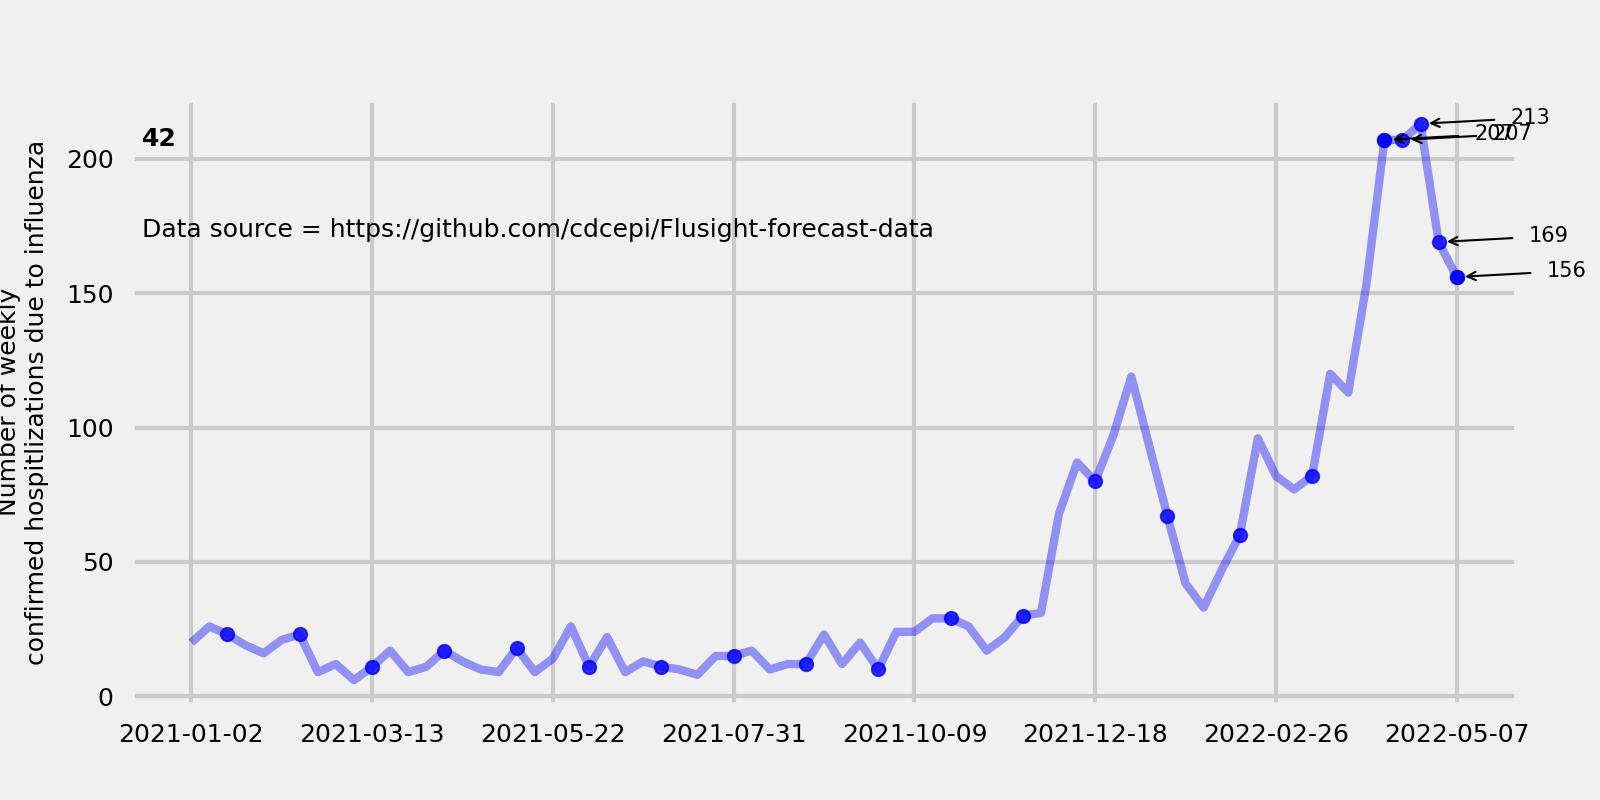 42
213
207
207
200
Data source = https://github.com/cdcepi/Flusight-forecast-data
169
156
150
100
50
0
Number of weekly
confirmed hospitlizations due to influenza
2021-01-02 2021-03-13 2021-05-22 2021-07-31 2021-10-09 2021-12-18 2022-02-26 2022-05-07